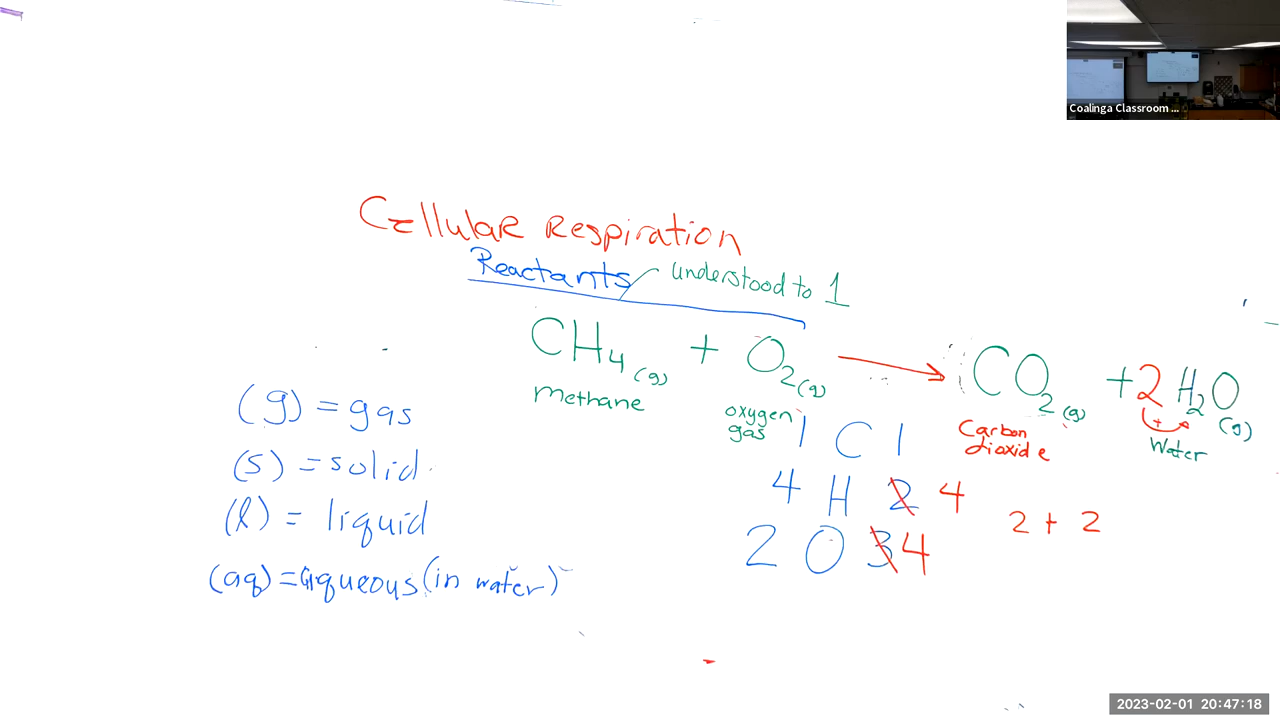 Coalinga Classroom ...
Cellular Respiration
Reactants understood to 1
CH4(g) + O2(g) → CO2(g) + 2 H2O(g)
methane oxygen gas Carbon dioxide + Water
(g) = gas
(s) = solid
(l) = liquid
(aq) = aqueous (in water)
1 C 1
4 H 2 4
2 O 3 4
2 + 2
2023-02-01 20:47:18